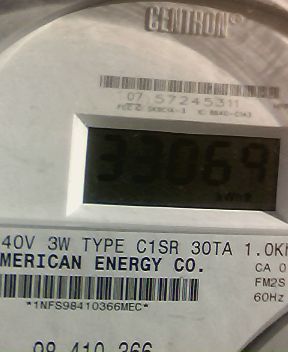 CENTRON®
07 57245311
33069
40V 3W TYPE C1SR 30TA 1.0K
MERICAN ENERGY CO.
CA 0
FM2S
60Hz
*1NFS98410366MEC*
98 410 366